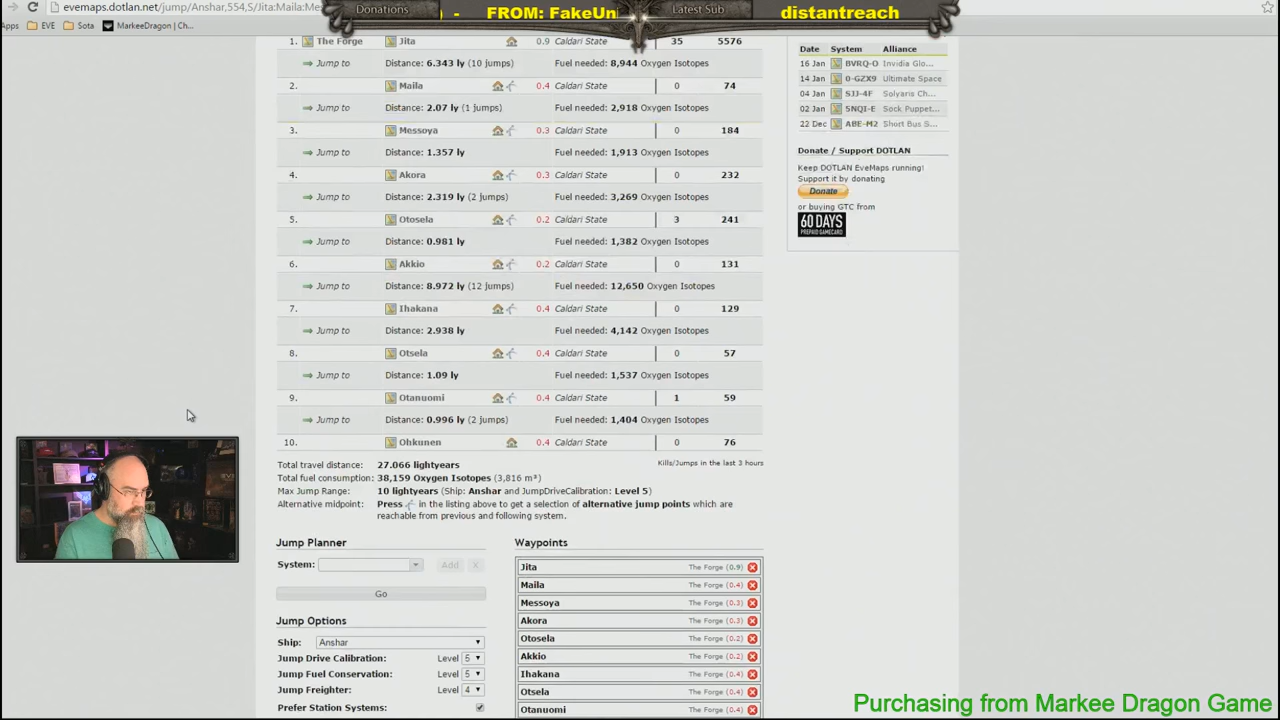 evemaps.dotlan.net/jump/Anshar,554,S/Jita:Maila:Me
Donations
- FROM: FakeUn
Latest Sub
distantreach
Apps EVE Sota MarkeeDragon | Ch...
1. The Forge Jita 0.9 Caldari State 35 5576
Jump to Distance: 6.343 ly (10 jumps) Fuel needed: 8,944 Oxygen Isotopes
2. Maila 0.4 Caldari State 0 74
Jump to Distance: 2.07 ly (1 jumps) Fuel needed: 2,918 Oxygen Isotopes
3. Messoya 0.3 Caldari State 0 184
Jump to Distance: 1.357 ly Fuel needed: 1,913 Oxygen Isotopes
4. Akora 0.3 Caldari State 0 232
Jump to Distance: 2.319 ly (2 jumps) Fuel needed: 3,269 Oxygen Isotopes
5. Otosela 0.2 Caldari State 3 241
Jump to Distance: 0.981 ly Fuel needed: 1,382 Oxygen Isotopes
6. Akkio 0.2 Caldari State 0 131
Jump to Distance: 8.972 ly (12 jumps) Fuel needed: 12,650 Oxygen Isotopes
7. Ihakana 0.4 Caldari State 0 129
Jump to Distance: 2.938 ly Fuel needed: 4,142 Oxygen Isotopes
8. Otsela 0.4 Caldari State 0 57
Jump to Distance: 1.09 ly Fuel needed: 1,537 Oxygen Isotopes
9. Otanuomi 0.4 Caldari State 1 59
Jump to Distance: 0.996 ly (2 jumps) Fuel needed: 1,404 Oxygen Isotopes
10. Ohkunen 0.4 Caldari State 0 76
Total travel distance: 27.066 lightyears Kills/Jumps in the last 3 hours
Total fuel consumption: 38,159 Oxygen Isotopes (3,816 m³)
Max Jump Range: 10 lightyears (Ship: Anshar and JumpDriveCalibration: Level 5)
Alternative midpoint: Press in the listing above to get a selection of alternative jump points which are
reachable from previous and following system.
Date System Alliance
16 Jan BVRQ-O Invidia Glo...
14 Jan 0-GZX9 Ultimate Space
04 Jan SJJ-4F Solyaris Ch...
02 Jan 5NQI-E Sock Puppet...
22 Dec ABE-M2 Short Bus S...
Donate / Support DOTLAN
Keep DOTLAN EveMaps running!
Support it by donating
Donate
or buying GTC from
60 DAYS
PREPAID GAMECARD
Jump Planner
System: Add X
Go
Jump Options
Ship: Anshar
Jump Drive Calibration: Level 5
Jump Fuel Conservation: Level 5
Jump Freighter: Level 4
Prefer Station Systems:
Waypoints
Jita The Forge (0.9)
Maila The Forge (0.4)
Messoya The Forge (0.3)
Akora The Forge (0.3)
Otosela The Forge (0.2)
Akkio The Forge (0.2)
Ihakana The Forge (0.4)
Otsela The Forge (0.4)
Otanuomi The Forge (0.4)
Purchasing from Markee Dragon Game